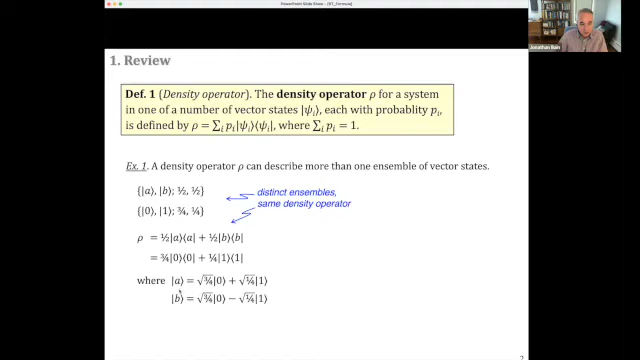 PowerPoint Slide Show - [RT_Formula]
Jonathan Bain
1. Review
Def. 1 (Density operator). The density operator ρ for a system
in one of a number of vector states |ψᵢ⟩, each with probablity pᵢ,
is defined by ρ = ∑ᵢ pᵢ|ψᵢ⟩⟨ψᵢ|, where ∑ᵢ pᵢ = 1.
Ex. 1. A density operator ρ can describe more than one ensemble of vector states.
{|a⟩, |b⟩; ½, ½}
distinct ensembles,
same density operator
{|0⟩, |1⟩; ¾, ¼}
ρ = ½|a⟩⟨a| + ½|b⟩⟨b|
= ¾|0⟩⟨0| + ¼|1⟩⟨1|
where |a⟩ = √¾|0⟩ + √¼|1⟩
|b⟩ = √¾|0⟩ − √¼|1⟩